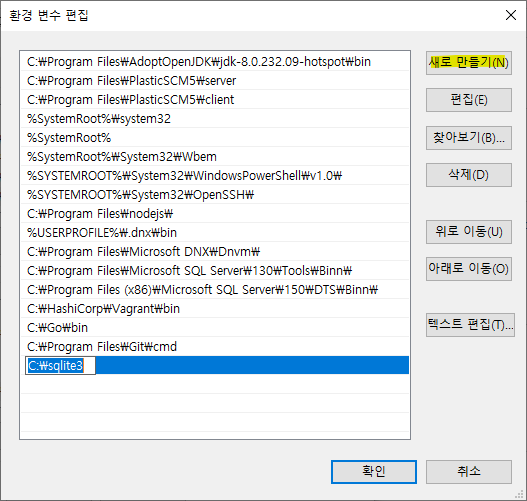 환경 변수 편집
C:₩Program Files₩AdoptOpenJDK₩jdk-8.0.232.09-hotspot₩bin
C:₩Program Files₩PlasticSCM5₩server
C:₩Program Files₩PlasticSCM5₩client
%SystemRoot%₩system32
%SystemRoot%
%SystemRoot%₩System32₩Wbem
%SYSTEMROOT%₩System32₩WindowsPowerShell₩v1.0₩
%SYSTEMROOT%₩System32₩OpenSSH₩
C:₩Program Files₩nodejs₩
%USERPROFILE%₩.dnx₩bin
C:₩Program Files₩Microsoft DNX₩Dnvm₩
C:₩Program Files₩Microsoft SQL Server₩130₩Tools₩Binn₩
C:₩Program Files (x86)₩Microsoft SQL Server₩150₩DTS₩Binn₩
C:₩HashiCorp₩Vagrant₩bin
C:₩Go₩bin
C:₩Program Files₩Git₩cmd
C:₩sqlite3
새로 만들기(N)
편집(E)
찾아보기(B)...
삭제(D)
위로 이동(U)
아래로 이동(O)
텍스트 편집(T)...
확인
취소